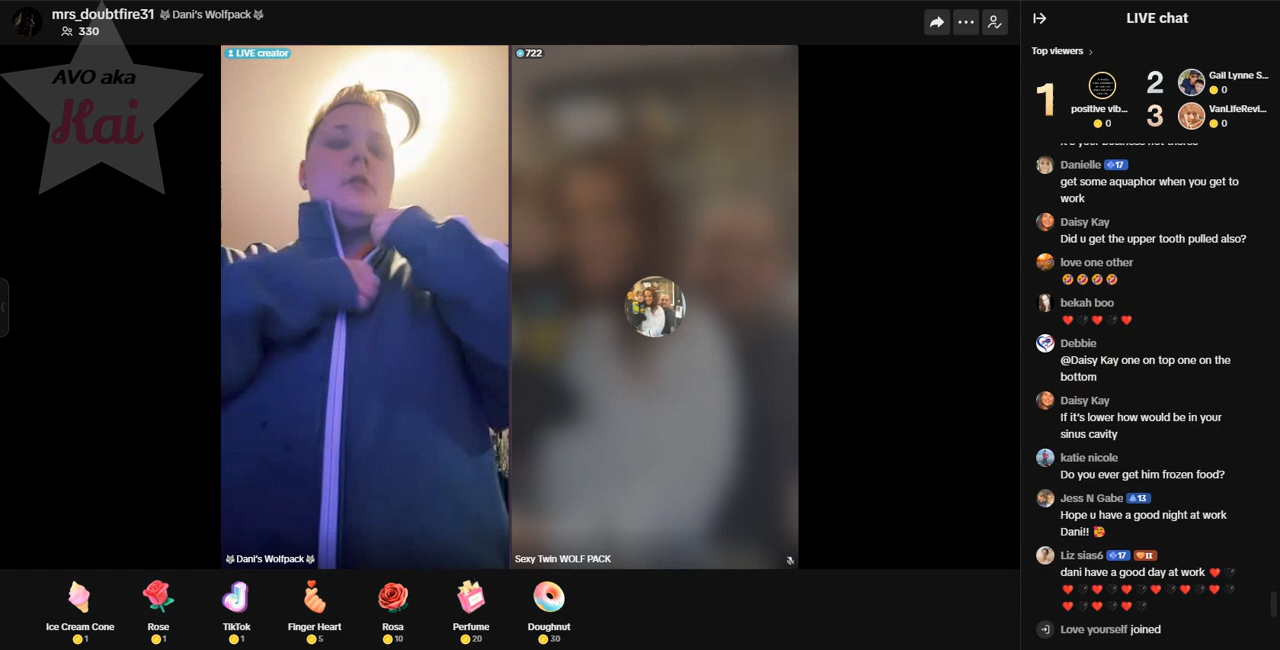 mrs_doubtfire31 🐺 Dani's Wolfpack 🐺
330
AVO aka
Kai
LIVE creator
722
🐺 Dani's Wolfpack 🐺
Sexy Twin WOLF PACK
Ice Cream Cone
1
Rose
1
TikTok
1
Finger Heart
5
Rosa
10
Perfume
20
Doughnut
30
LIVE chat
Top viewers
1
positive vib...
0
2
Gail Lynne S...
0
3
VanLifeRevi...
0
Danielle 17
get some aquaphor when you get to
work
Daisy Kay
Did u get the upper tooth pulled also?
love one other
🤣🤣🤣🤣
bekah boo
❤️🖤❤️🖤❤️
Debbie
@Daisy Kay one on top one on the
bottom
Daisy Kay
If it's lower how would be in your
sinus cavity
katie nicole
Do you ever get him frozen food?
Jess N Gabe 13
Hope u have a good night at work
Dani!! 🥰
Liz sias6 17 II
dani have a good day at work ❤️🖤
❤️🖤❤️🖤❤️🖤❤️🖤❤️🖤❤️🖤
❤️🖤❤️🖤❤️🖤
Love yourself joined